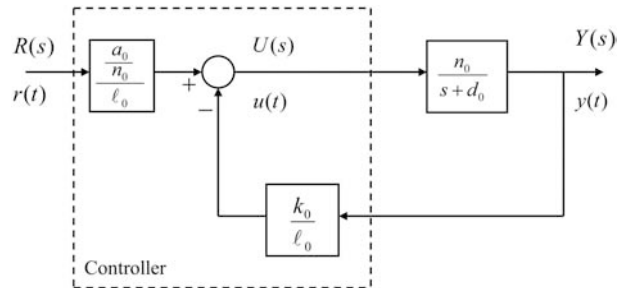 R(s)
r(t)
a₀
n₀
ℓ₀
+
−
U(s)
u(t)
n₀
s + d₀
Y(s)
y(t)
k₀
ℓ₀
Controller